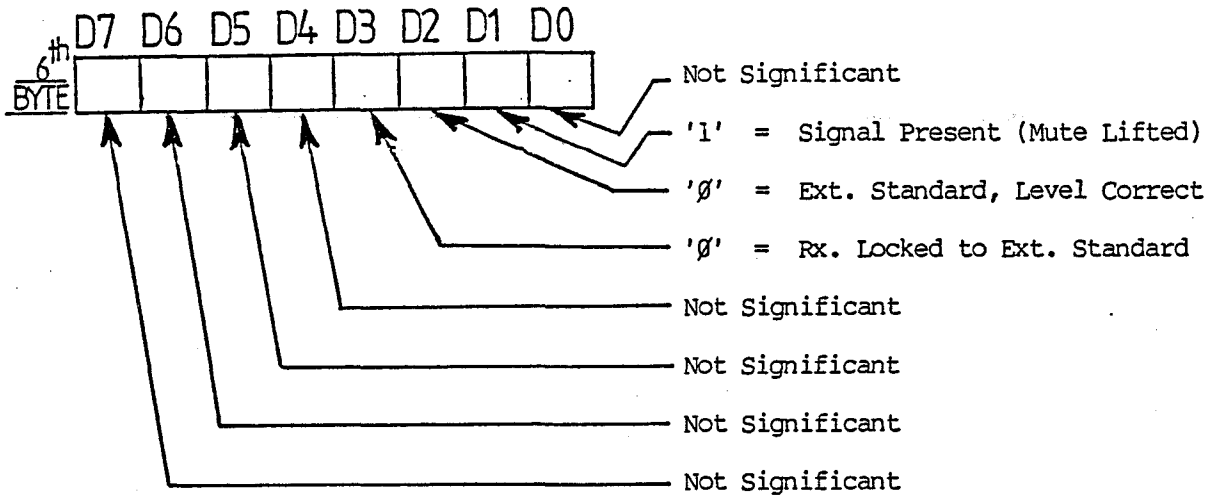 D7 D6 D5 D4 D3 D2 D1 D0
6th
BYTE
Not Significant
'1' = Signal Present (Mute Lifted)
'Ø' = Ext. Standard, Level Correct
'Ø' = Rx. Locked to Ext. Standard
Not Significant
Not Significant
Not Significant
Not Significant